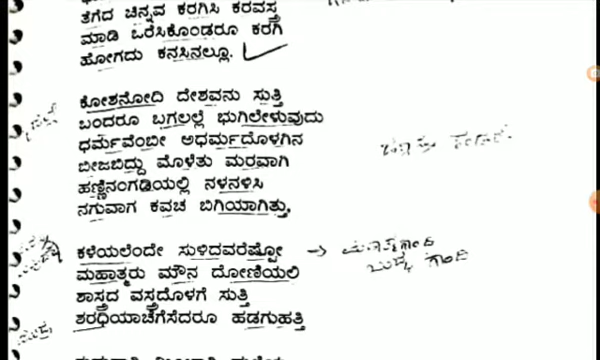 ತೆಗೆದ ಚಿನ್ನವ ಕರಗಿಸಿ ಕರವಸ್ತ್ರ
ಮಾಡಿ ಒರೆಸಿಕೊಂಡರೂ ಕರಗಿ
ಹೋಗದು ಕನಸಿನಲ್ಲೂ.
ಕೋಶನೋದಿ ದೇಶವನು ಸುತ್ತಿ
ಬಂದರೂ ಬಗಲಲ್ಲೆ ಭುಗಿಲೇಳುವುದು
ಧರ್ಮವೆಂಬೀ ಅಧರ್ಮದೊಳಗಿನ
ಬೀಜಬಿದ್ದು ಮೊಳೆತು ಮರವಾಗಿ
ಹಣ್ಣಿನಂಗಡಿಯಲ್ಲಿ ನಳನಳಿಸಿ
ನಗುವಾಗ ಕವಚ ಬಿಗಿಯಾಗಿತ್ತು.
ಕಳೆಯಲೆಂದೇ ಸುಳಿದವರೆಷ್ಟೋ →
ಮಹಾತ್ಮರು ಮೌನ ದೋಣಿಯಲಿ
ಬುದ್ಧ ಗಾಂಧಿ
ಶಾಸ್ತ್ರದ ವಸ್ತ್ರದೊಳಗೆ ಸುತ್ತಿ
ಶರಧಿಯಾಚೆಗೆಸೆದರೂ ಹಡಗುಹತ್ತಿ